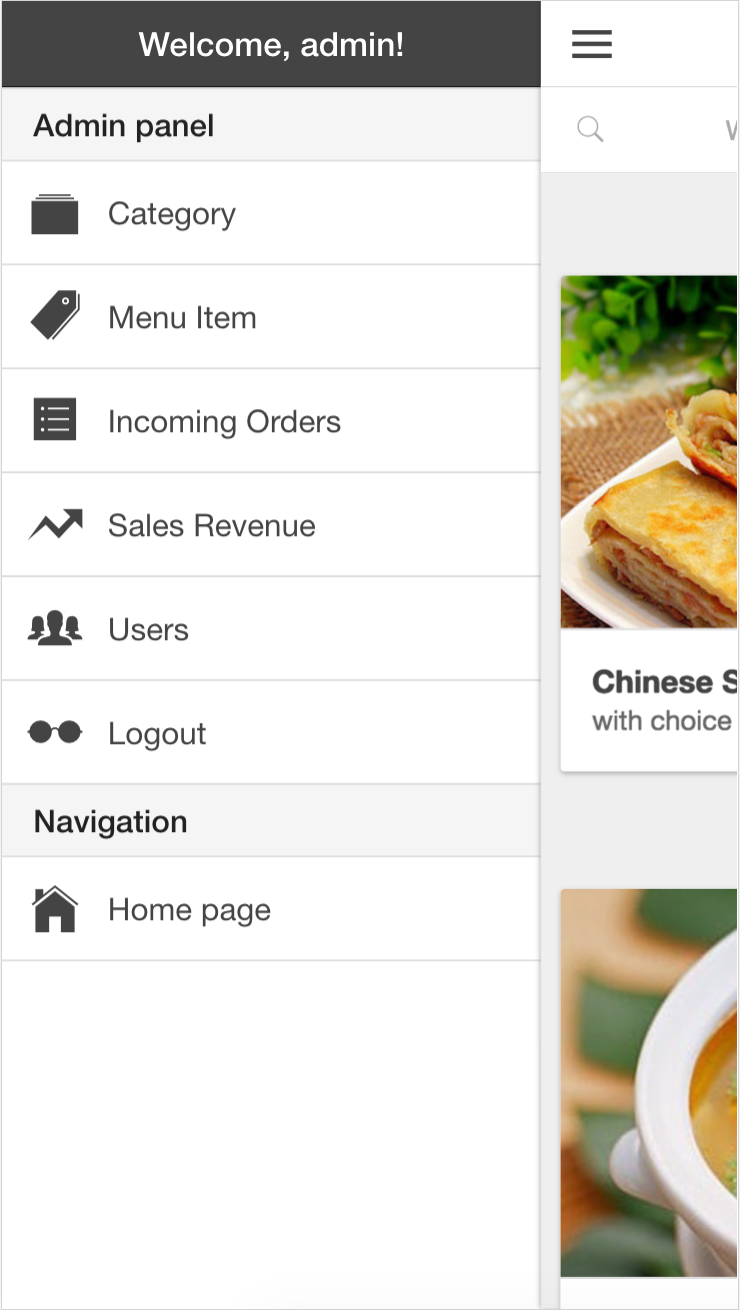 Welcome, admin!
Admin panel
Category
Menu Item
Incoming Orders
Sales Revenue
Users
Logout
Navigation
Home page
Chinese
with choice